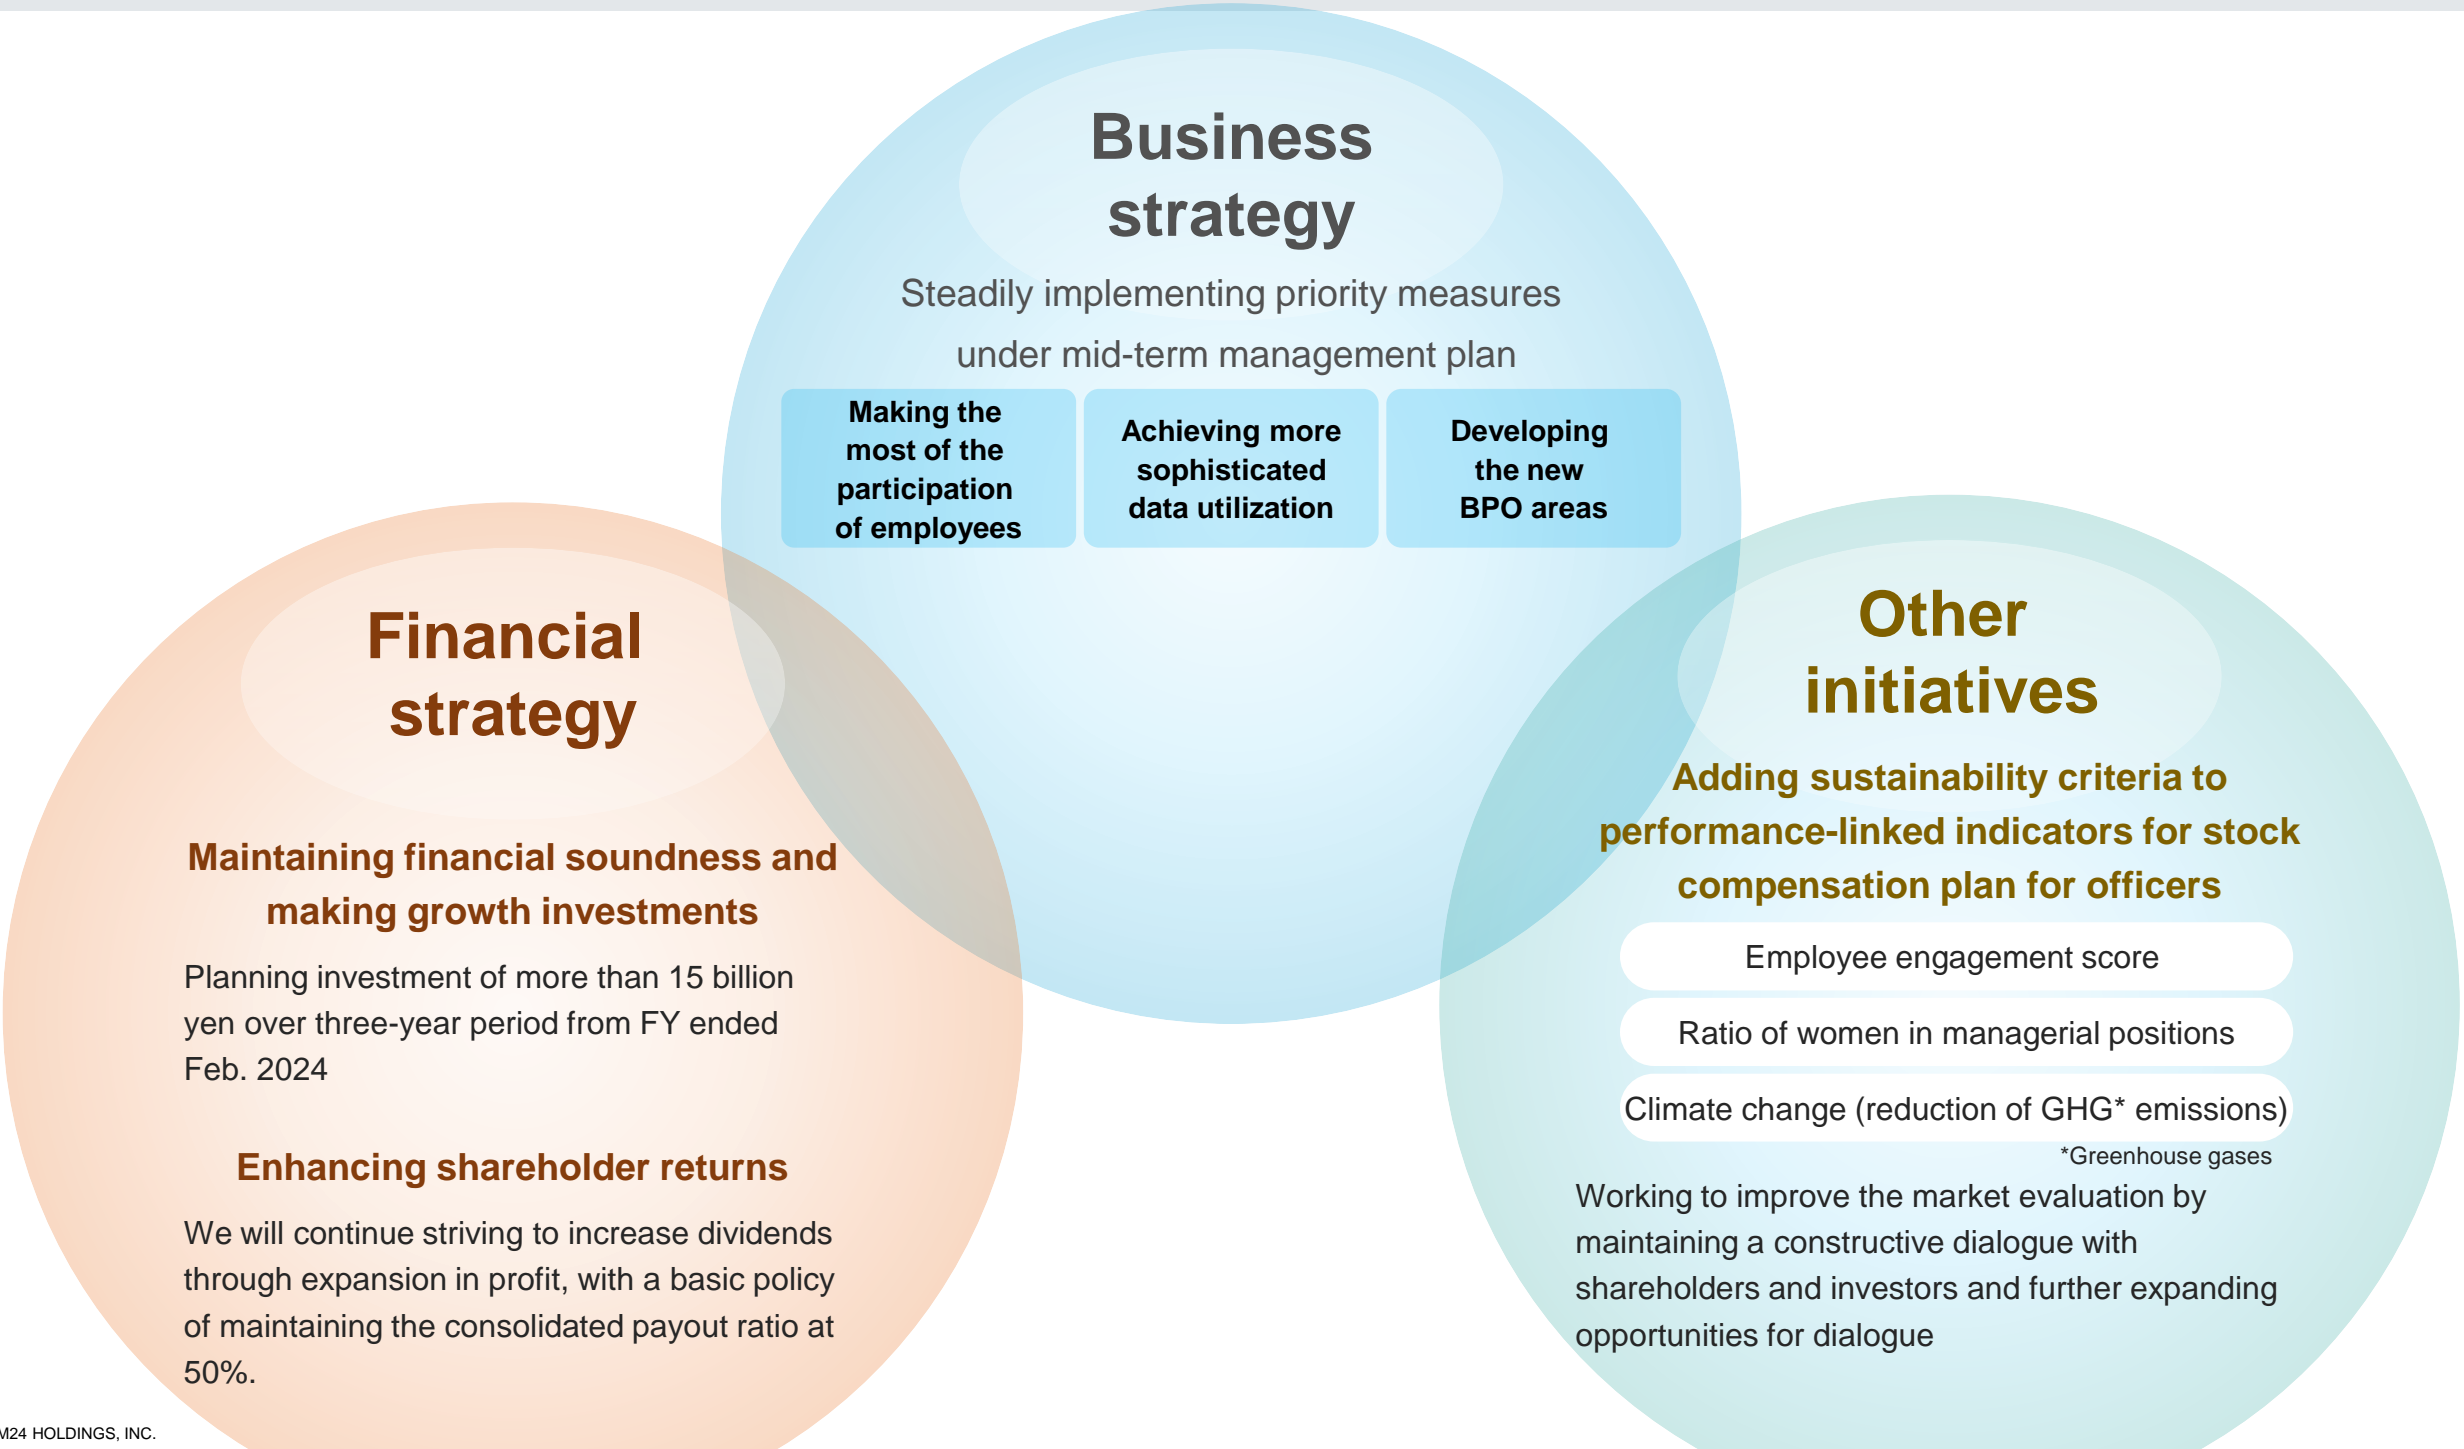 Business
strategy
Steadily implementing priority measures
under mid-term management plan
Making the
most of the
participation
of employees
Achieving more
sophisticated
data utilization
Developing
the new
BPO areas
Financial
strategy
Maintaining financial soundness and
making growth investments
Planning investment of more than 15 billion
yen over three-year period from FY ended
Feb. 2024
Enhancing shareholder returns
We will continue striving to increase dividends
through expansion in profit, with a basic policy
of maintaining the consolidated payout ratio at
50%.
Other
initiatives
Adding sustainability criteria to
performance-linked indicators for stock
compensation plan for officers
Employee engagement score
Ratio of women in managerial positions
Climate change (reduction of GHG* emissions)
*Greenhouse gases
Working to improve the market evaluation by
maintaining a constructive dialogue with
shareholders and investors and further expanding
opportunities for dialogue
M24 HOLDINGS, INC.